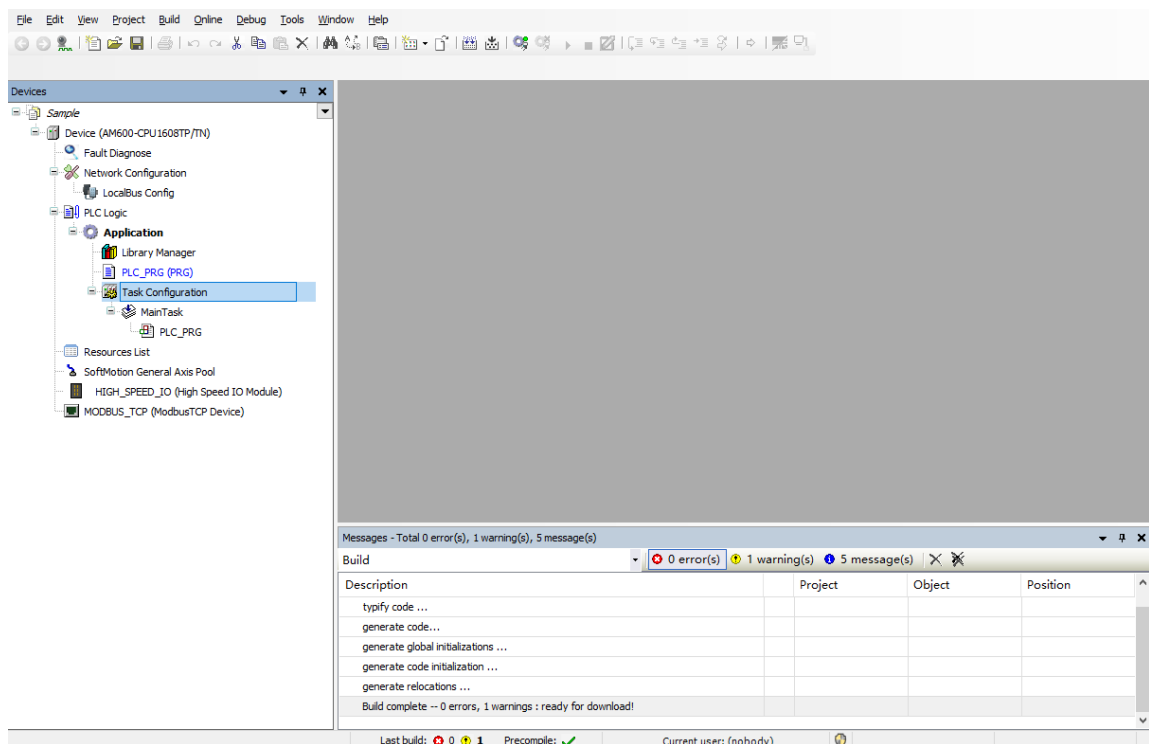 File Edit View Project Build Online Debug Tools Window Help
Devices
Sample
Device (AM600-CPU1608TP/TN)
Fault Diagnose
Network Configuration
LocalBus Config
PLC Logic
Application
Library Manager
PLC_PRG (PRG)
Task Configuration
MainTask
PLC_PRG
Resources List
SoftMotion General Axis Pool
HIGH_SPEED_IO (High Speed IO Module)
MODBUS_TCP (ModbusTCP Device)
Messages - Total 0 error(s), 1 warning(s), 5 message(s)
Build 0 error(s) 1 warning(s) 5 message(s)
Description Project Object Position
typify code ...
generate code...
generate global initializations ...
generate code initialization ...
generate relocations ...
Build complete -- 0 errors, 1 warnings : ready for download!
Last build: 0 1 Precompile: Current user: (nobody)